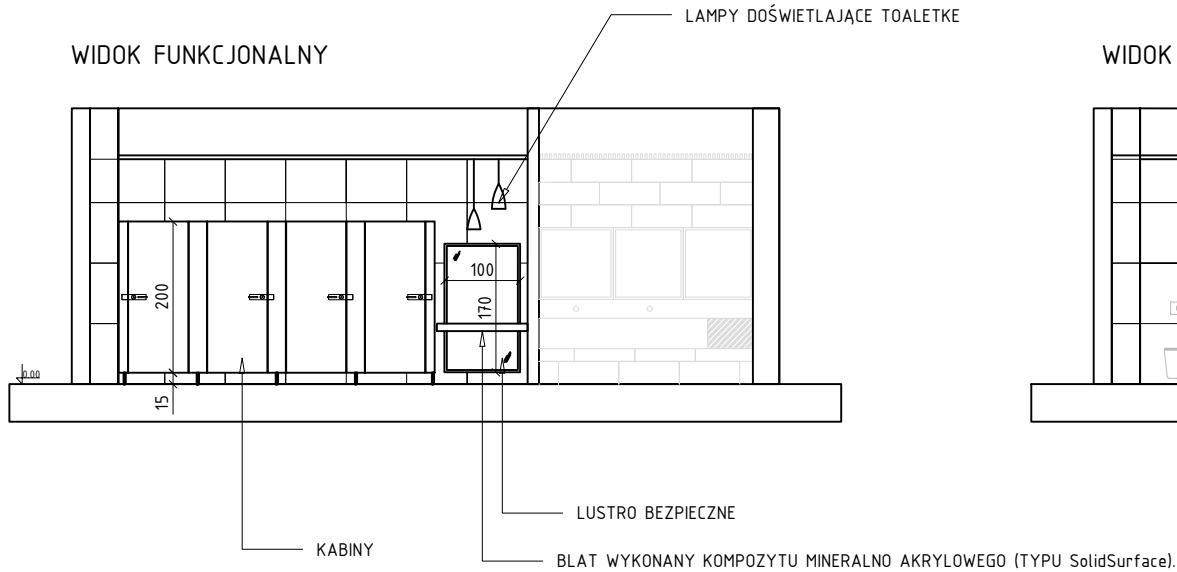 LAMPY DOŚWIETLAJĄCE TOALETKE
WIDOK FUNKCJONALNY
WIDOK
100
200
170
0.00
15
LUSTRO BEZPIECZNE
KABINY
BLAT WYKONANY KOMPOZYTU MINERALNO AKRYLOWEGO (TYPU SolidSurface).